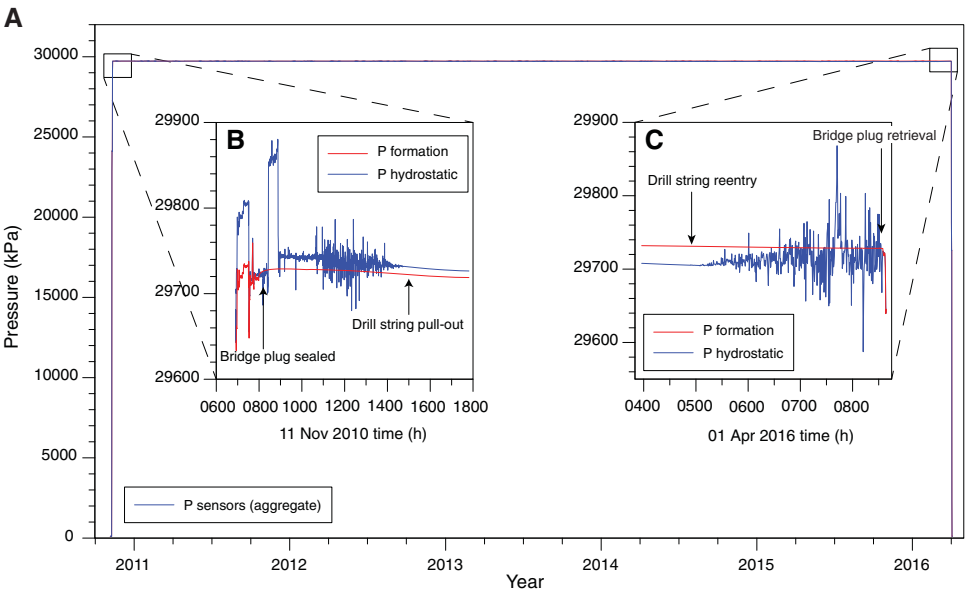 A
30000
25000
20000
15000
10000
5000
0
Pressure (kPa)
2011
2012
2013
2014
2015
2016
Year
P sensors (aggregate)
B
29900
29800
29700
29600
P formation
P hydrostatic
Bridge plug sealed
Drill string pull-out
0600
0800
1000
1200
1400
1600
1800
11 Nov 2010 time (h)
C
29900
29800
29700
29600
Bridge plug retrieval
Drill string reentry
P formation
P hydrostatic
0400
0500
0600
0700
0800
01 Apr 2016 time (h)